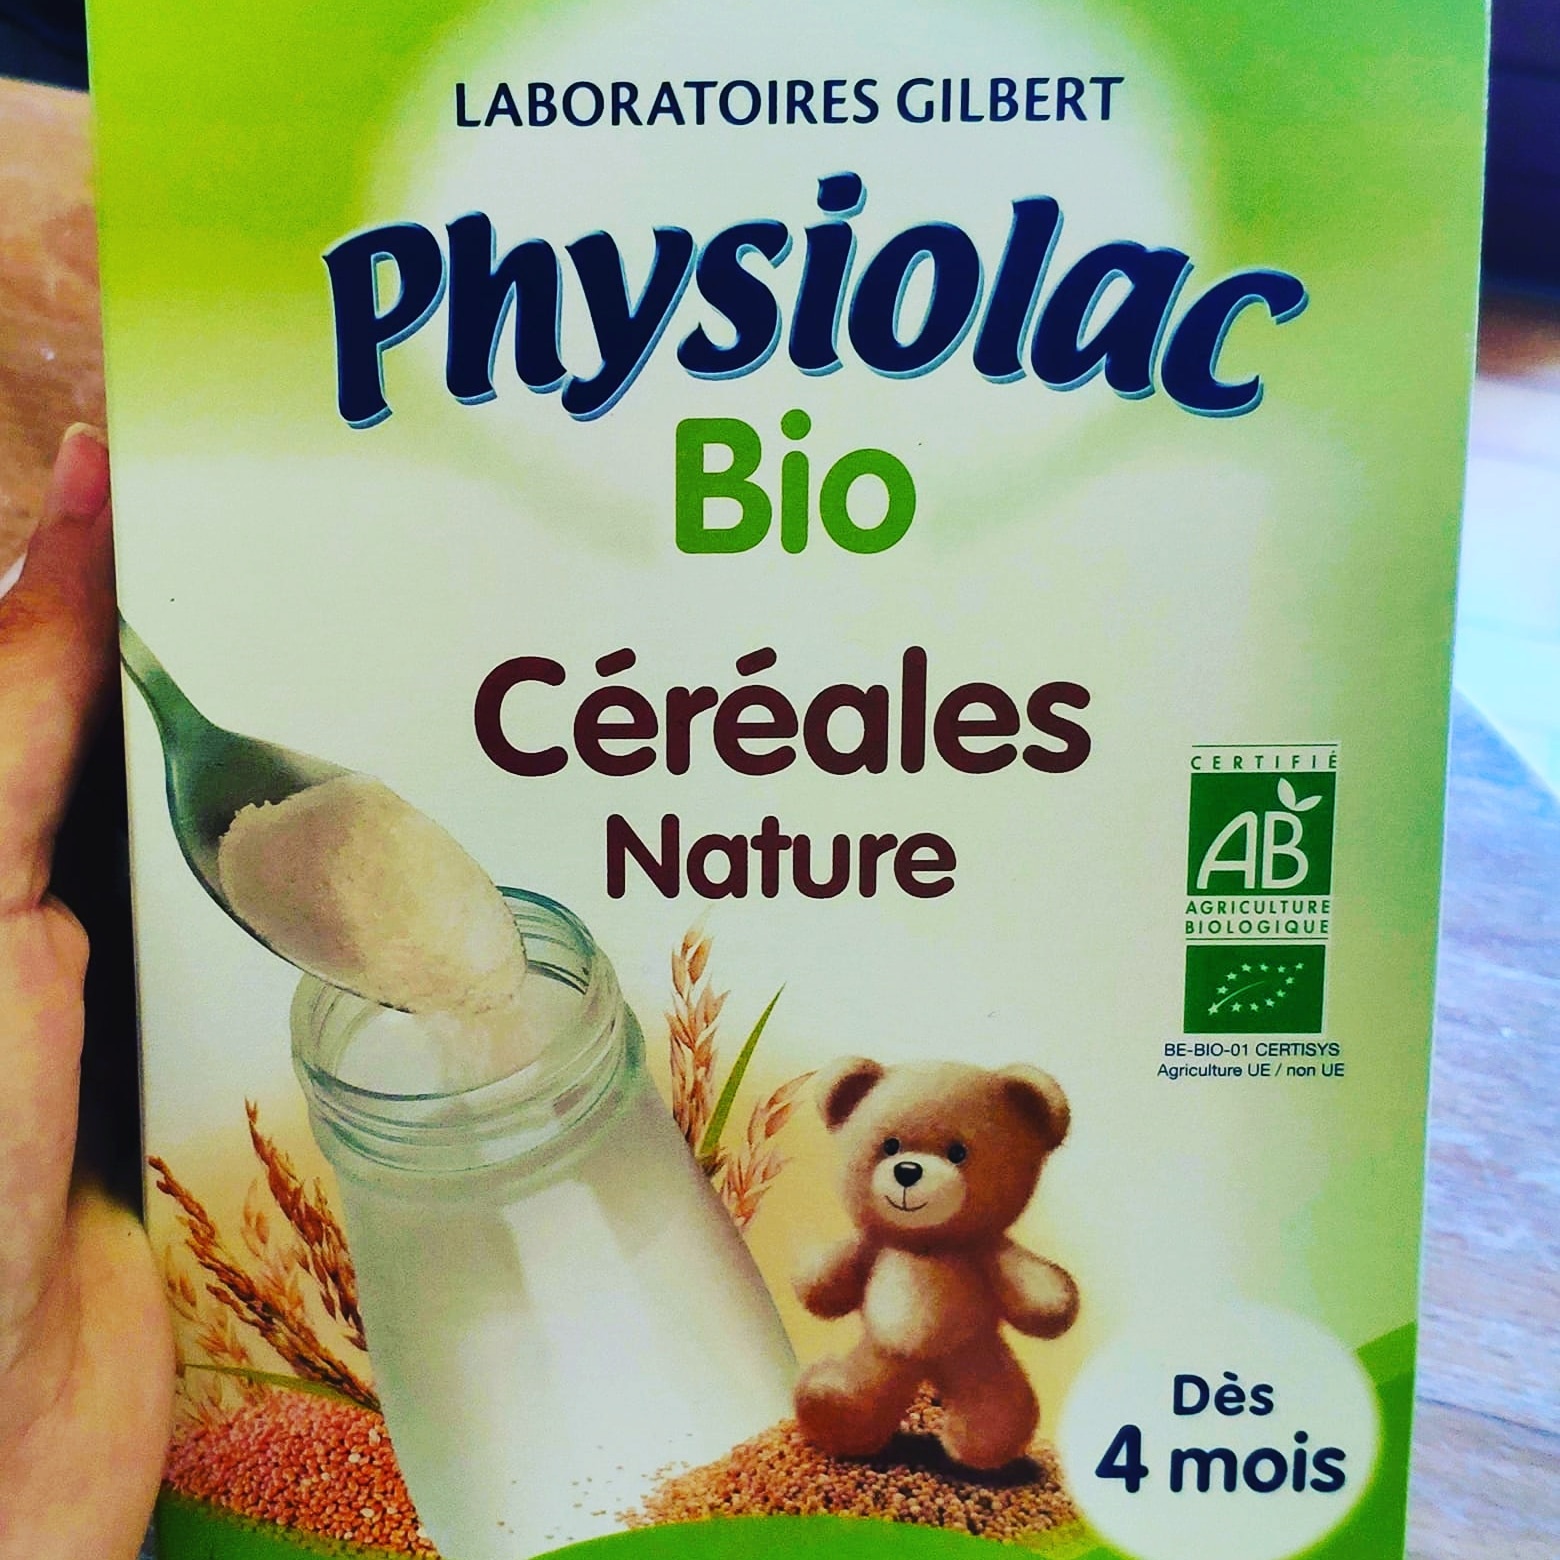 LABORATOIRES GILBERT
Physiolac
Bio
Céréales
Nature
CERTIFIÉ
AB
AGRICULTURE
BIOLOGIQUE
BE-BIO-01 CERTISYS
Agriculture UE / non UE
Dès
4 mois